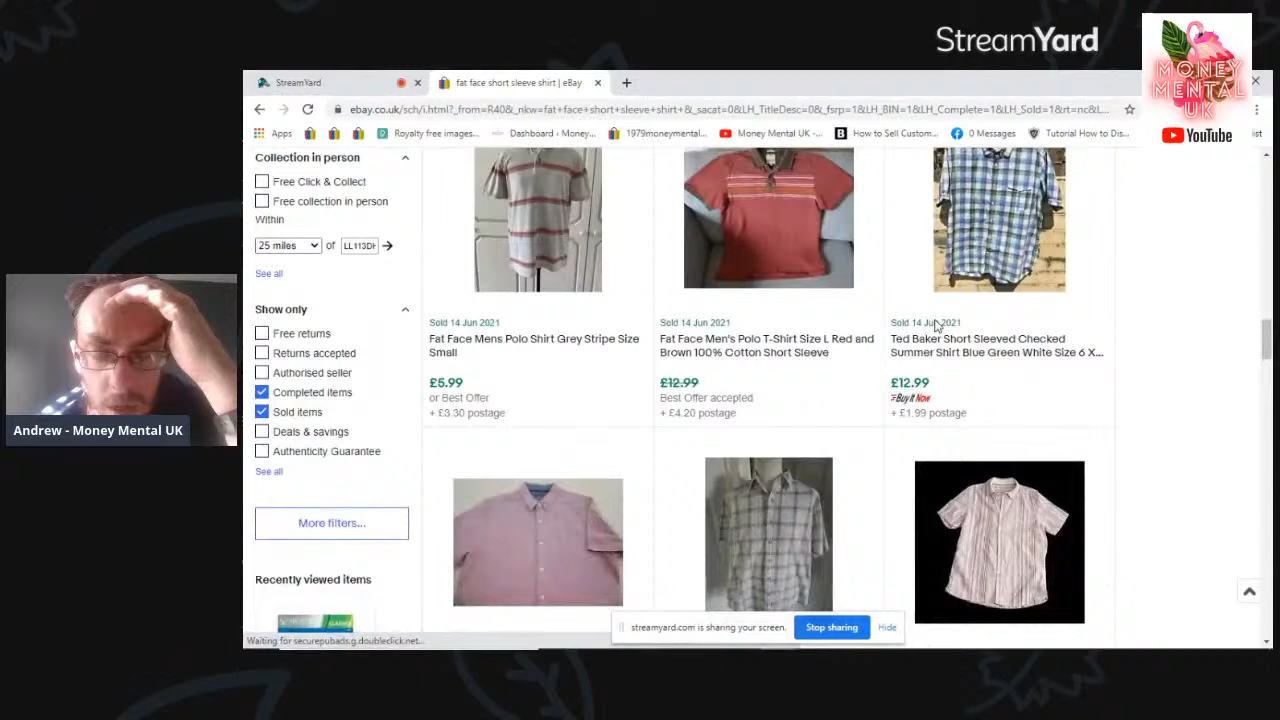 StreamYard
MONEY
MENTAL
UK
YouTube
StreamYard
fat face short sleeve shirt | eBay
ebay.co.uk/sch/i.html?_from=R40&_nkw=fat+face+short+sleeve+shirt+&_sacat=0&LH_TitleDesc=0&_fsrp=1&LH_BIN=1&LH_Complete=1&LH_Sold=1&rt=nc&L...
Apps
Royalty free images...
Dashboard ‹ Money...
1979moneymental...
Money Mental UK -...
How to Sell Custom...
0 Messages
Tutorial How to Dis...
ist
Collection in person
Free Click & Collect
Free collection in person
Within
25 miles of LL113DH
See all
Show only
Free returns
Returns accepted
Authorised seller
Completed items
Sold items
Deals & savings
Authenticity Guarantee
See all
More filters...
Recently viewed items
Sold 14 Jun 2021
Fat Face Mens Polo Shirt Grey Stripe Size
Small
£5.99
or Best Offer
+ £3.30 postage
Sold 14 Jun 2021
Fat Face Men's Polo T-Shirt Size L Red and
Brown 100% Cotton Short Sleeve
£12.99
Best Offer accepted
+ £4.20 postage
Sold 14 Jun 2021
Ted Baker Short Sleeved Checked
Summer Shirt Blue Green White Size 6 X...
£12.99
Buy It Now
+ £1.99 postage
Andrew - Money Mental UK
streamyard.com is sharing your screen.
Stop sharing
Hide
Waiting for securepubads.g.doubleclick.net...